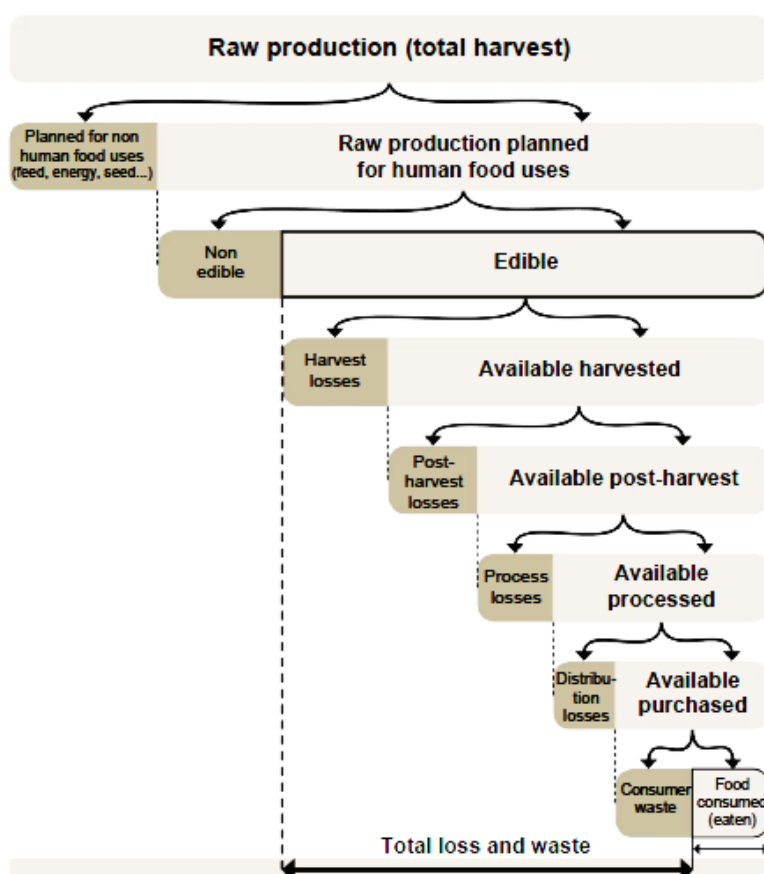 Raw production (total harvest)
Planned for non
human food uses
(feed, energy, seed...)
Raw production planned
for human food uses
Non
edible
Edible
Harvest
losses
Available harvested
Post-
harvest
losses
Available post-harvest
Process
losses
Available
processed
Distribu-
tion
losses
Available
purchased
Consumer
waste
Food
consumed
(eaten)
Total loss and waste